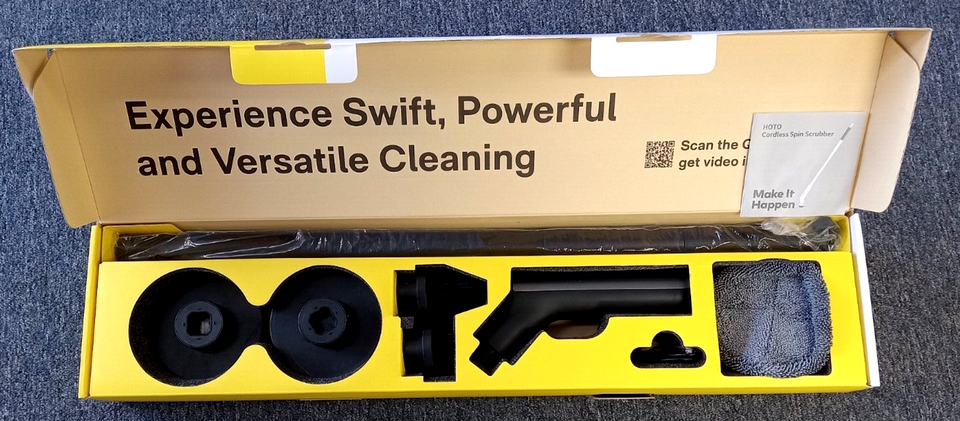 Experience Swift, Powerful
and Versatile Cleaning
Scan the
get video
HOTO
Cordless Spin Scrubber
Make It
Happen